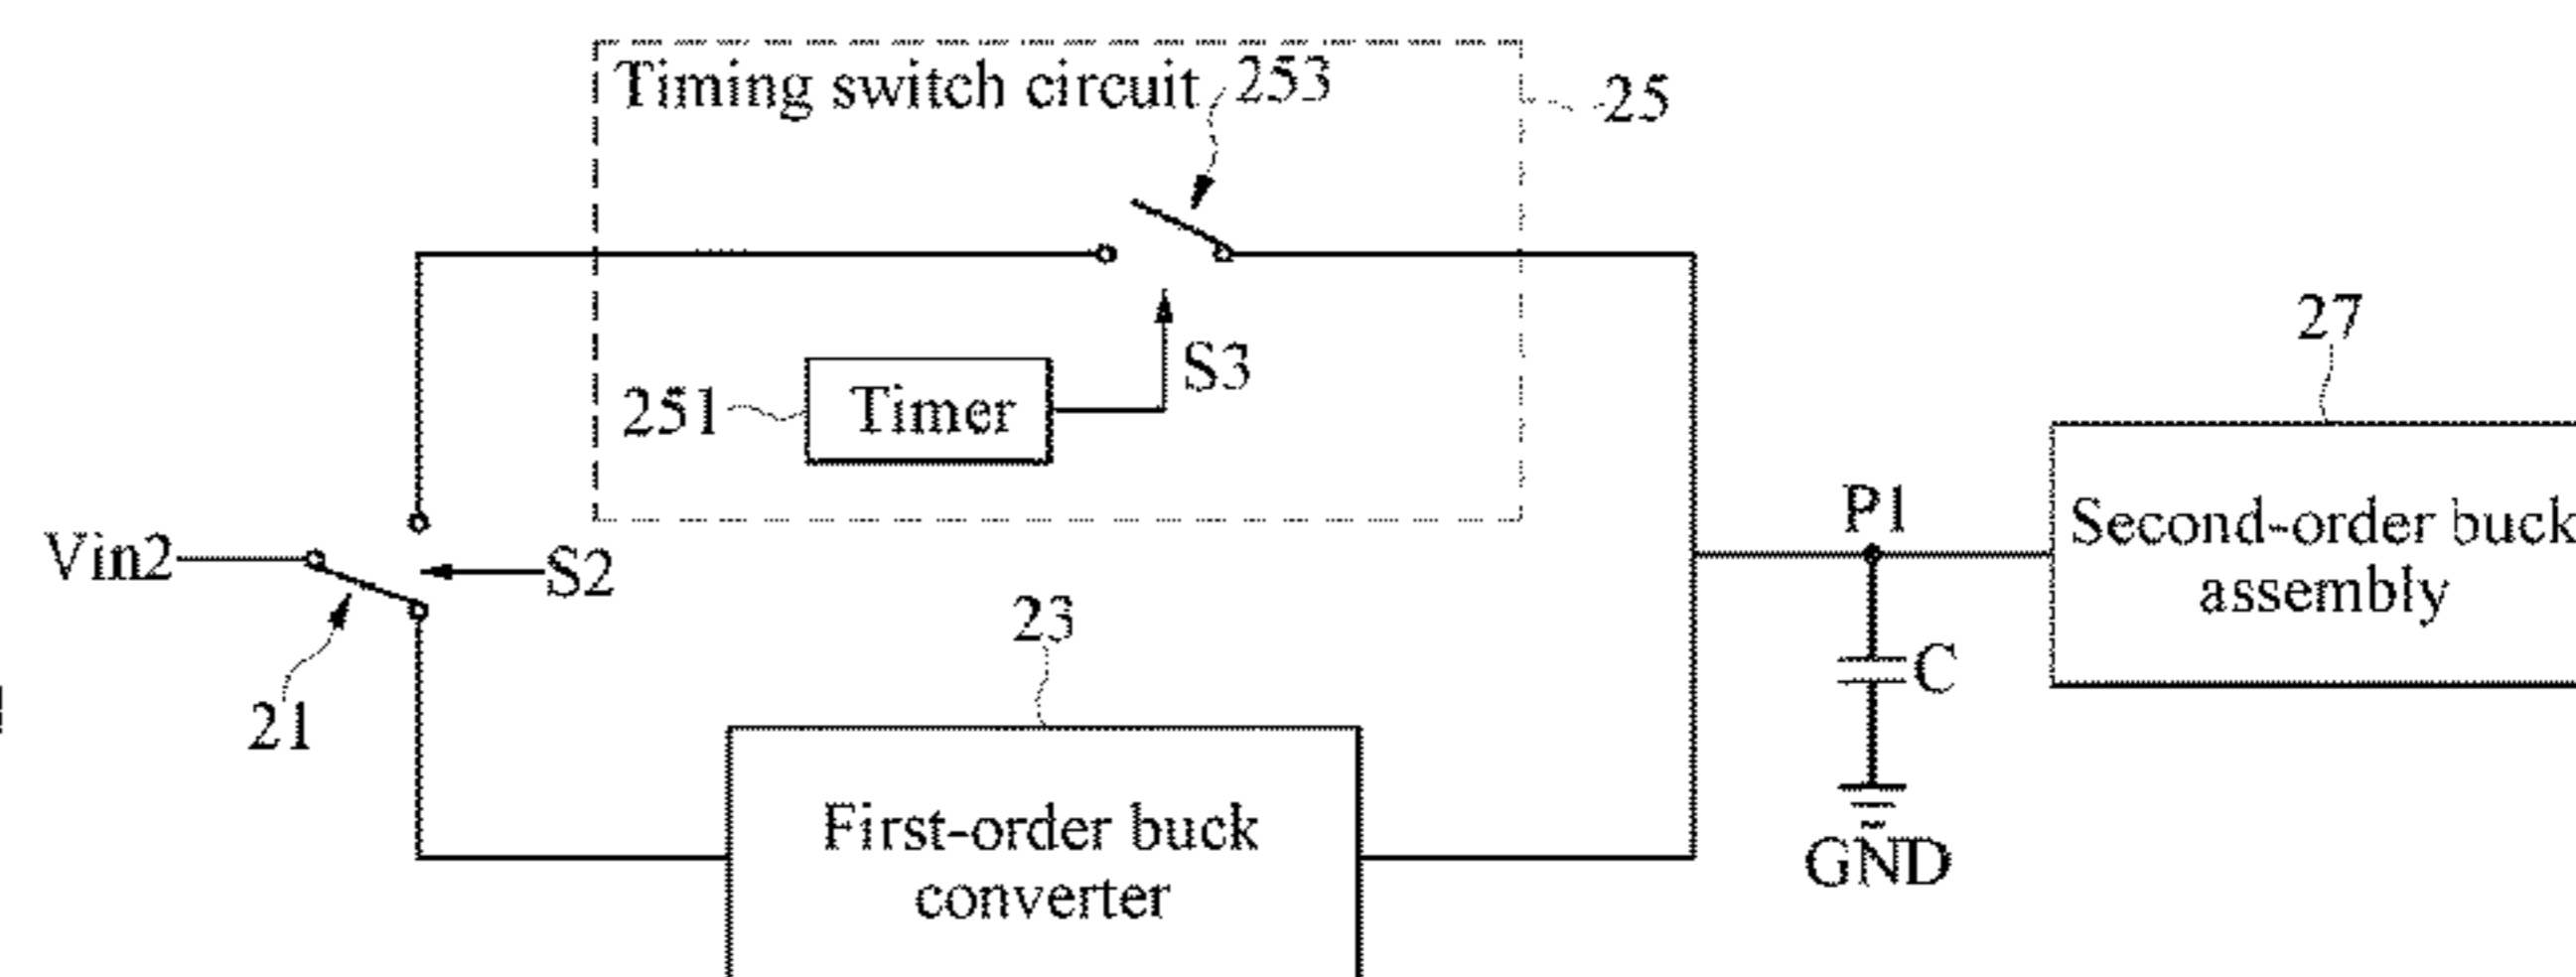 Timing switch circuit
253
25
S3
251
Timer
27
P1
Second-order buck
assembly
Vin2
S2
21
23
C
First-order buck
converter
GND